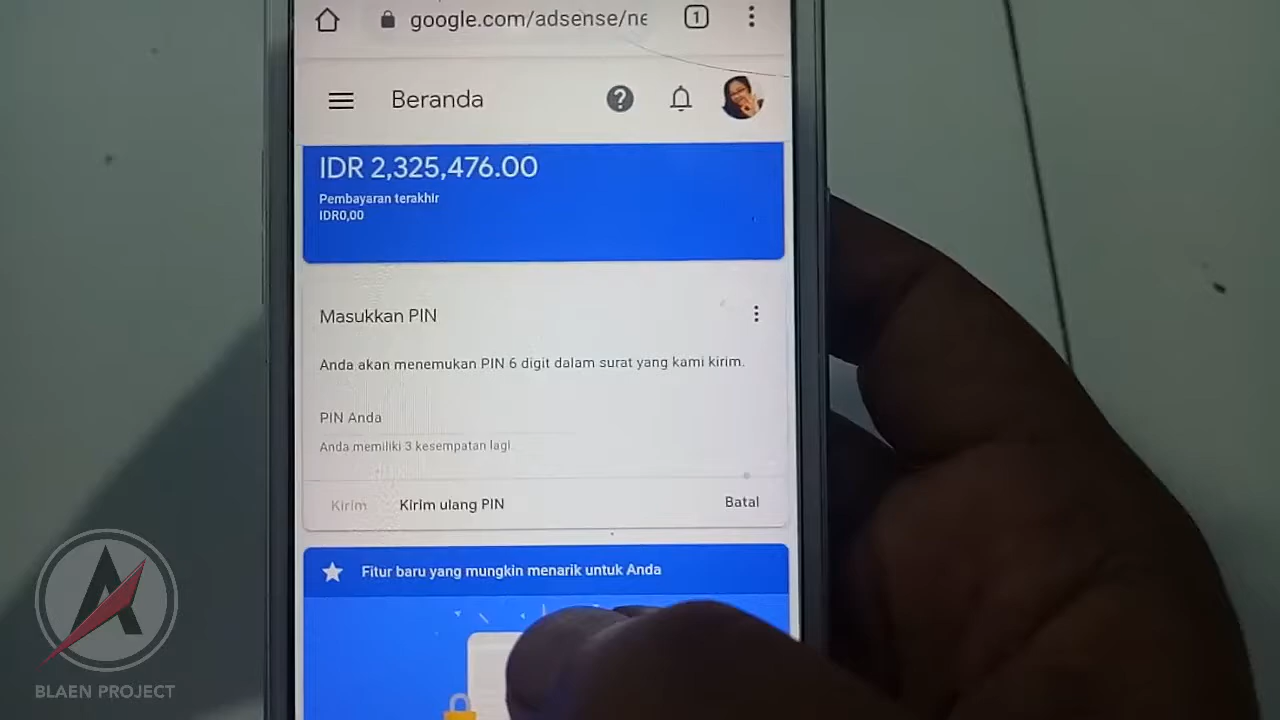 google.com/adsense/ne
1
Beranda
IDR 2,325,476.00
Pembayaran terakhir
IDR0,00
Masukkan PIN
Anda akan menemukan PIN 6 digit dalam surat yang kami kirim.
PIN Anda
Anda memiliki 3 kesempatan lagi
Kirim
Kirim ulang PIN
Batal
Fitur baru yang mungkin menarik untuk Anda
BLAEN PROJECT